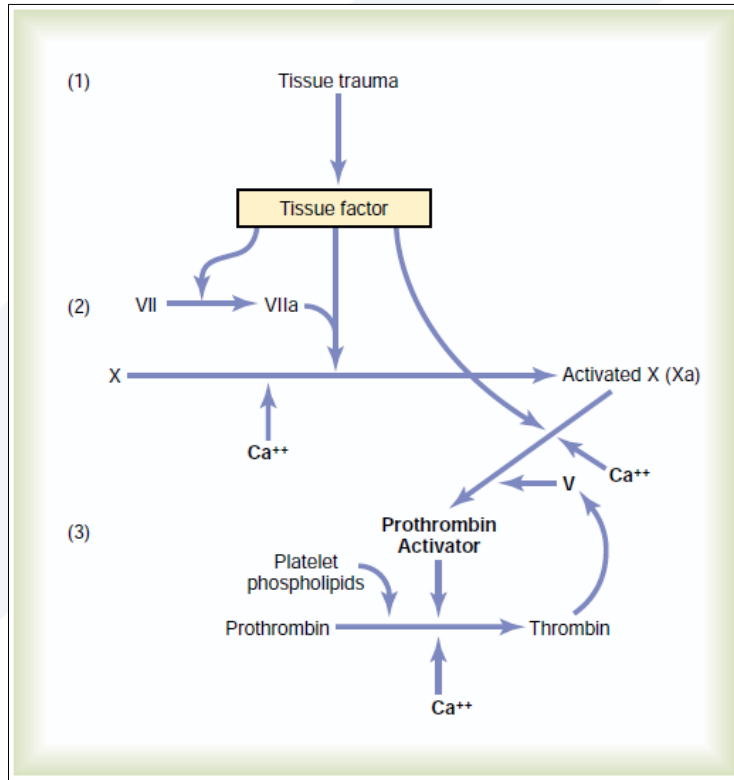 (1)
Tissue trauma
Tissue factor
(2)
VII
VIIa
X
Activated X (Xa)
Ca++
Ca++
V
(3)
Prothrombin
Activator
Platelet
phospholipids
Prothrombin
Thrombin
Ca++